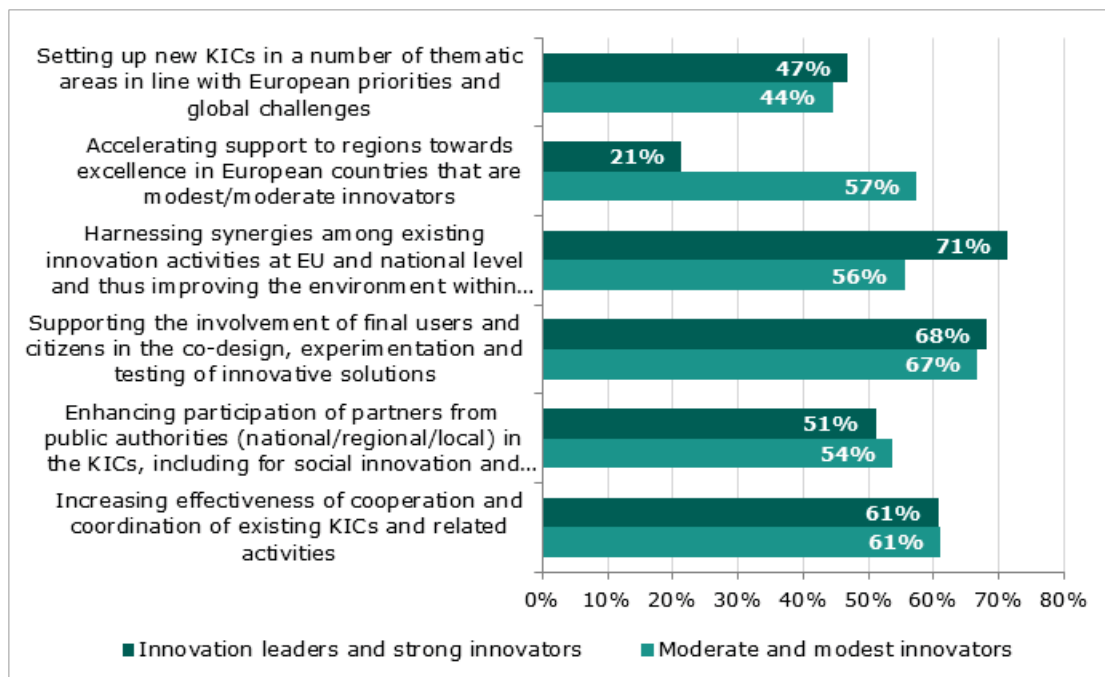 Setting up new KICs in a number of thematic
areas in line with European priorities and
global challenges
47%
44%
Accelerating support to regions towards
excellence in European countries that are
modest/moderate innovators
21%
57%
Harnessing synergies among existing
innovation activities at EU and national level
and thus improving the environment within...
71%
56%
Supporting the involvement of final users and
citizens in the co-design, experimentation and
testing of innovative solutions
68%
67%
Enhancing participation of partners from
public authorities (national/regional/local) in
the KICs, including for social innovation and...
51%
54%
Increasing effectiveness of cooperation and
coordination of existing KICs and related
activities
61%
61%
0% 10% 20% 30% 40% 50% 60% 70% 80%
Innovation leaders and strong innovators Moderate and modest innovators